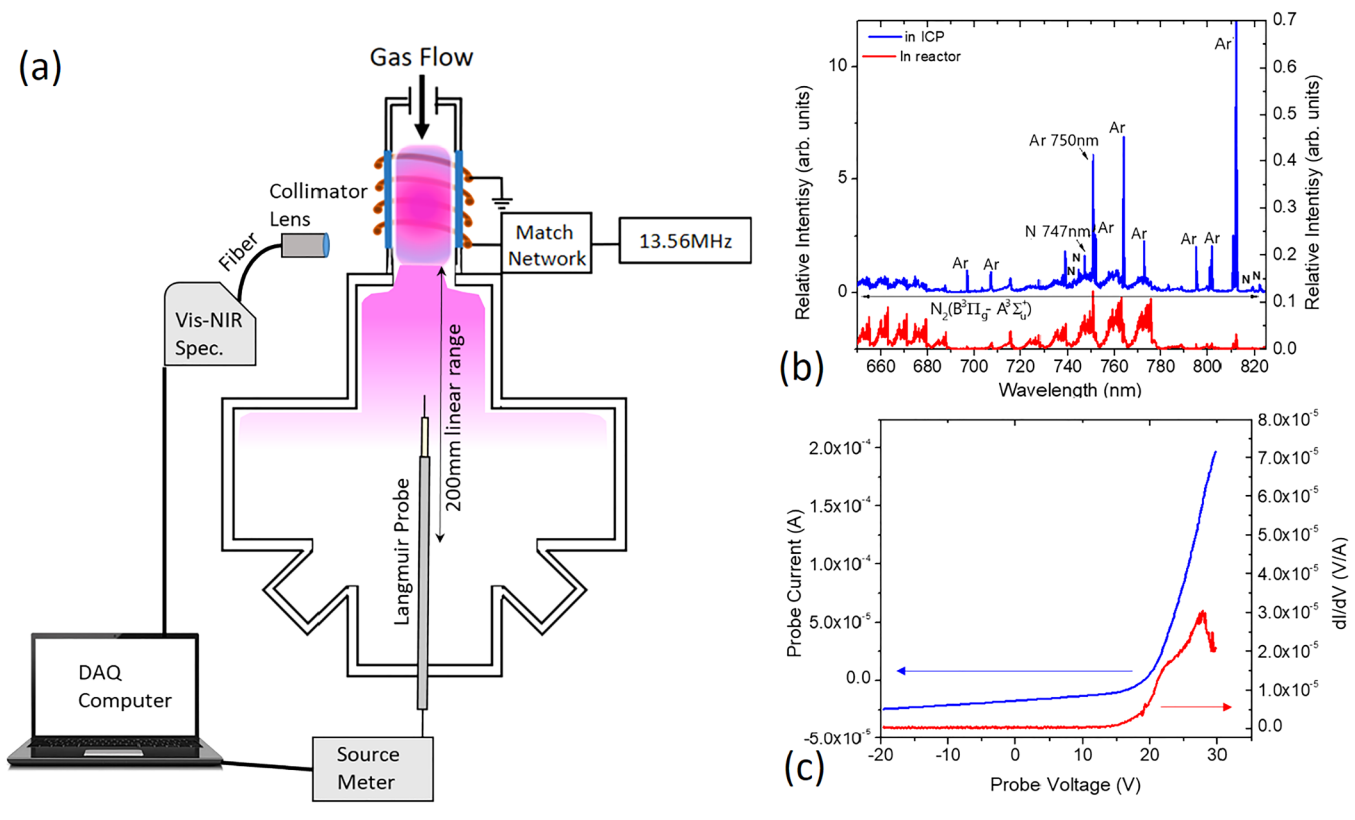 (a)
Gas Flow
Collimator
Lens
Fiber
Match
Network
13.56MHz
Vis-NIR
Spec.
200mm linear range
Langmuir Probe
DAQ
Computer
Source
Meter
in ICP
In reactor
Relative Intentisy (arb. units)
10
5
0
0.7
0.6
0.5
0.4
0.3
0.2
0.1
0.0
Relative Intentisy (arb. units)
Ar
Ar
Ar 750nm
N 747nm
Ar
Ar
Ar
Ar
Ar
Ar
N
N
N
N
N₂(B³Πg- A³Σu⁺)
660 680 700 720 740 760 780 800 820
Wavelength (nm)
(b)
Probe Current (A)
2.0x10⁻⁴
1.5x10⁻⁴
1.0x10⁻⁴
5.0x10⁻⁵
0.0
-5.0x10⁻⁵
8.0x10⁻⁵
7.0x10⁻⁵
6.0x10⁻⁵
5.0x10⁻⁵
4.0x10⁻⁵
3.0x10⁻⁵
2.0x10⁻⁵
1.0x10⁻⁵
0.0
dI/dV (V/A)
-20 -10 0 10 20 30
Probe Voltage (V)
(c)